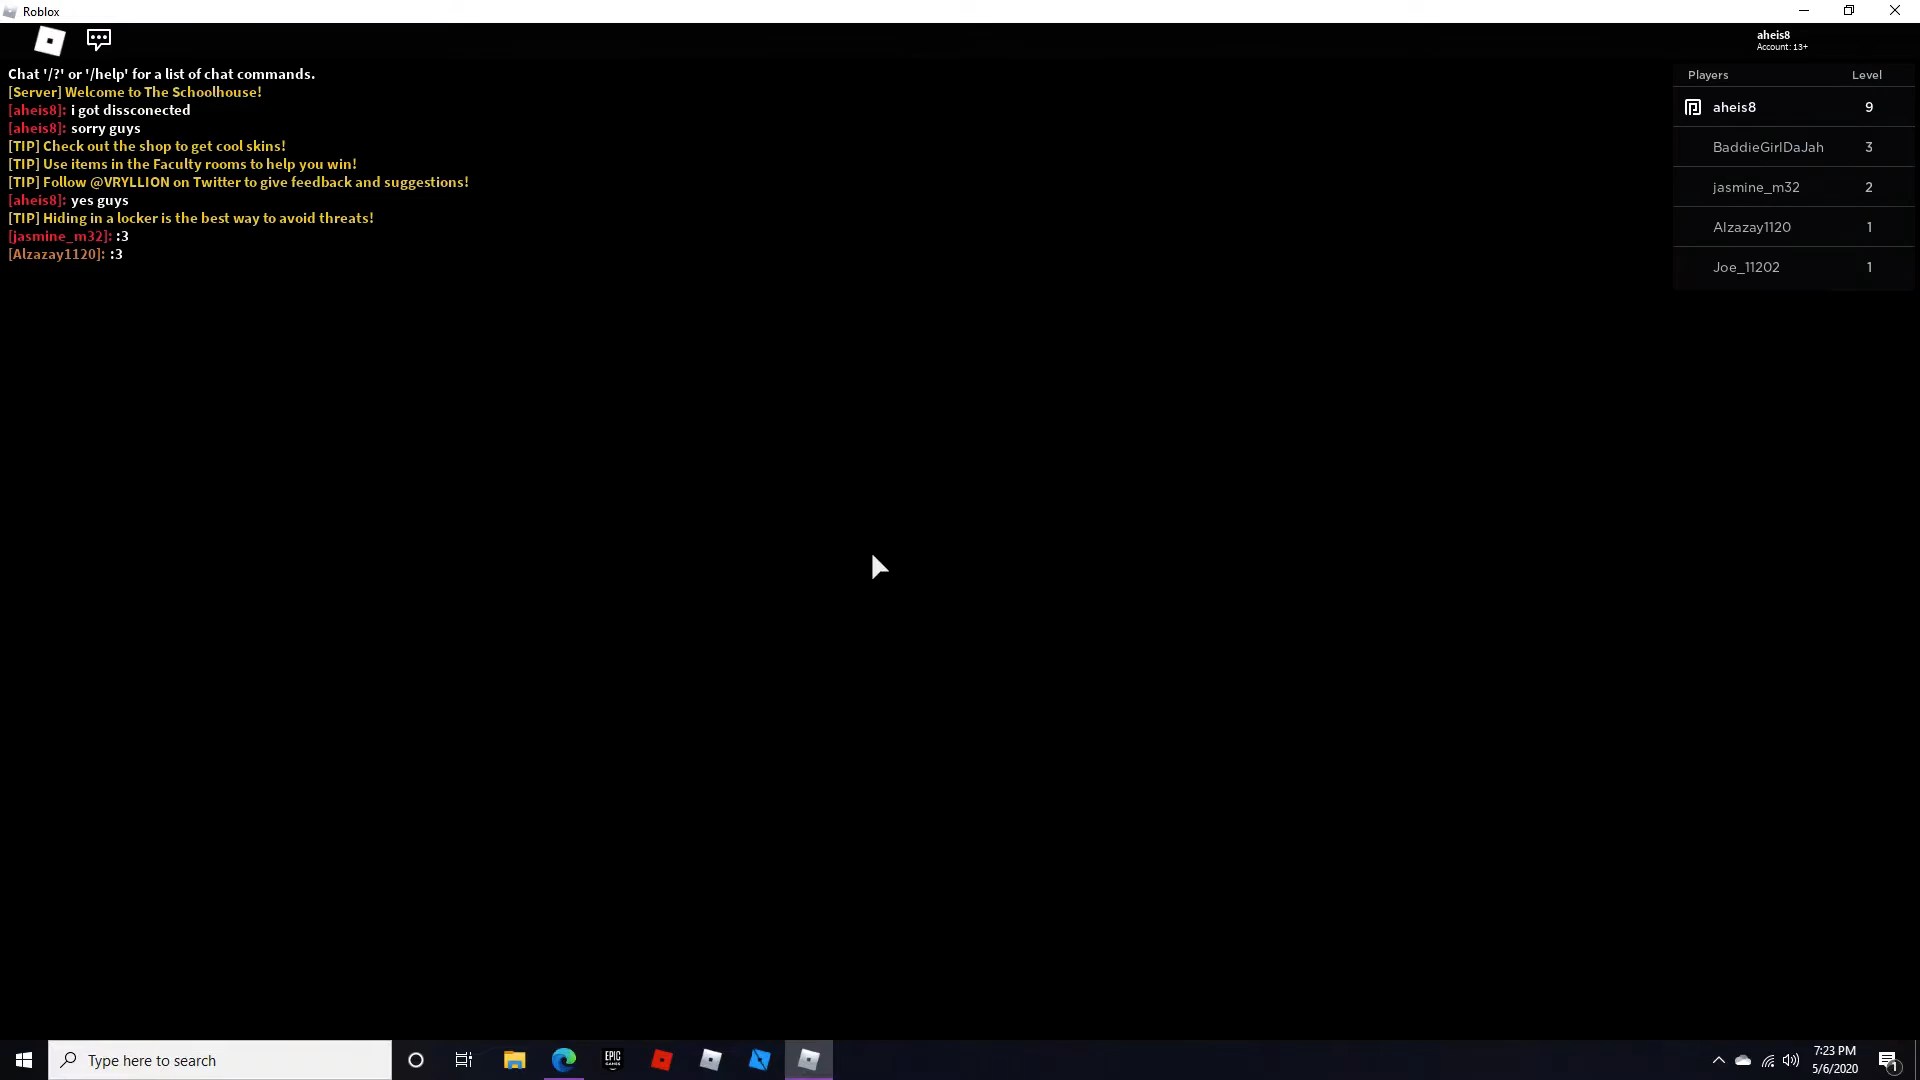 Roblox
aheis8
Account: 13+
Chat '/?' or '/help' for a list of chat commands.
[Server] Welcome to The Schoolhouse!
[aheis8]: i got dissconected
[aheis8]: sorry guys
[TIP] Check out the shop to get cool skins!
[TIP] Use items in the Faculty rooms to help you win!
[TIP] Follow @VRYLLION on Twitter to give feedback and suggestions!
[aheis8]: yes guys
[TIP] Hiding in a locker is the best way to avoid threats!
[jasmine_m32]: :3
[Alzazay1120]: :3
Players Level
aheis8 9
BaddieGirlDaJah 3
jasmine_m32 2
Alzazay1120 1
Joe_11202 1
Type here to search
EPIC
GAMES
7:23 PM
5/6/2020
1